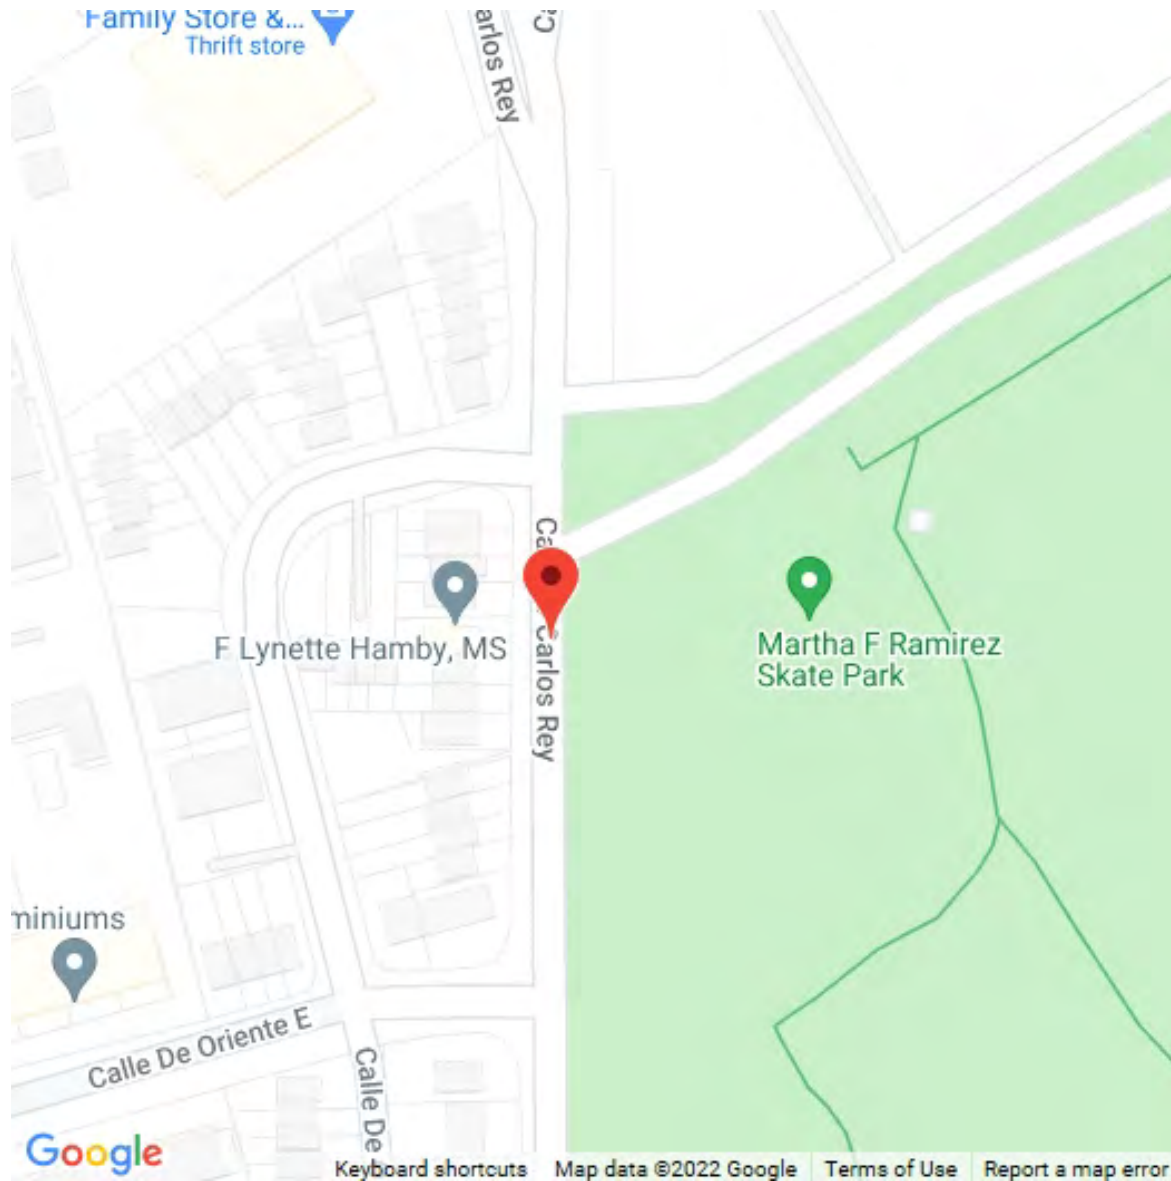 Family Store &...
Thrift store
arlos Rey
Ca
Carlos Rey
F Lynette Hamby, MS
Martha F Ramirez
Skate Park
miniums
Calle De Oriente E
Calle De
Google
Keyboard shortcuts
Map data ©2022 Google
Terms of Use
Report a map error